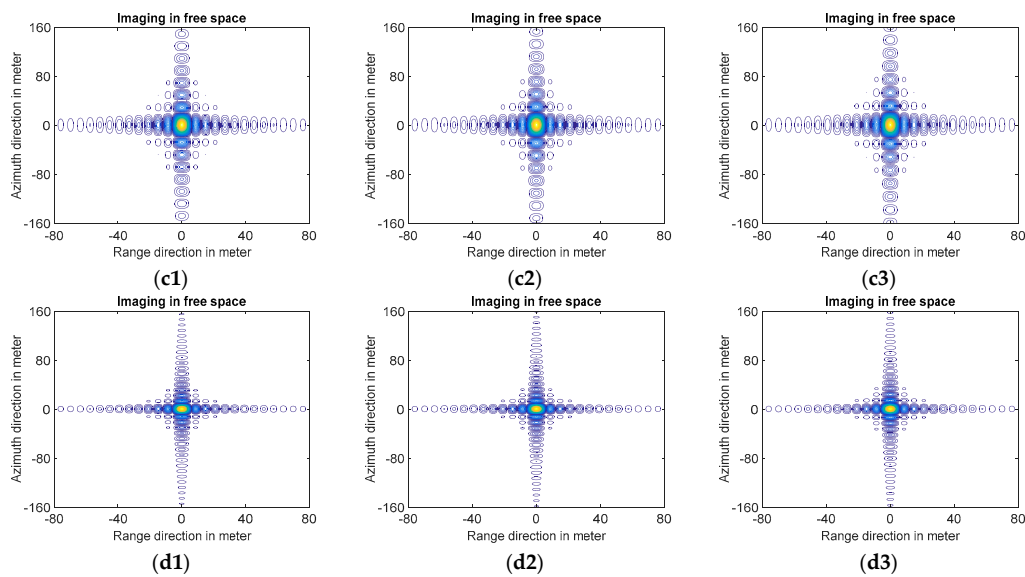 Imaging in free space Imaging in free space Imaging in free space
160 160 160
80 80 80
0 0 0
-80 -80 -80
-160 -160 -160
Azimuth direction in meter Azimuth direction in meter Azimuth direction in meter
-80 -40 0 40 80 -80 -40 0 40 80 -80 -40 0 40 80
Range direction in meter Range direction in meter Range direction in meter
(c1) (c2) (c3)
Imaging in free space Imaging in free space Imaging in free space
160 160 160
80 80 80
0 0 0
-80 -80 -80
-160 -160 -160
Azimuth direction in meter Azimuth direction in meter Azimuth direction in meter
-80 -40 0 40 80 -80 -40 0 40 80 -80 -40 0 40 80
Range direction in meter Range direction in meter Range direction in meter
(d1) (d2) (d3)